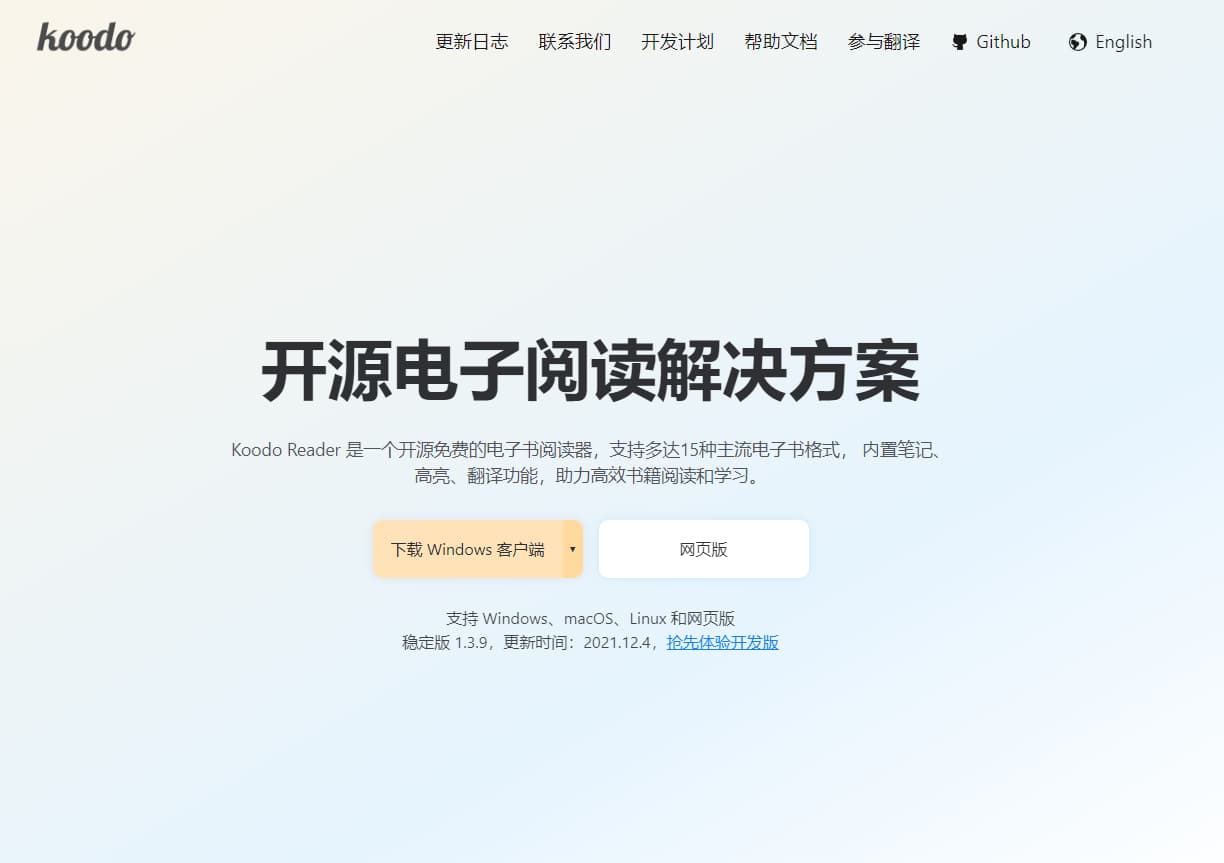 koodo
更新日志 联系我们 开发计划 帮助文档 参与翻译 Github English
开源电子阅读解决方案
Koodo Reader 是一个开源免费的电子书阅读器，支持多达15种主流电子书格式， 内置笔记、
高亮、翻译功能，助力高效书籍阅读和学习。
下载 Windows 客户端 ▾ 网页版
支持 Windows、macOS、Linux 和网页版
稳定版 1.3.9，更新时间：2021.12.4，抢先体验开发版